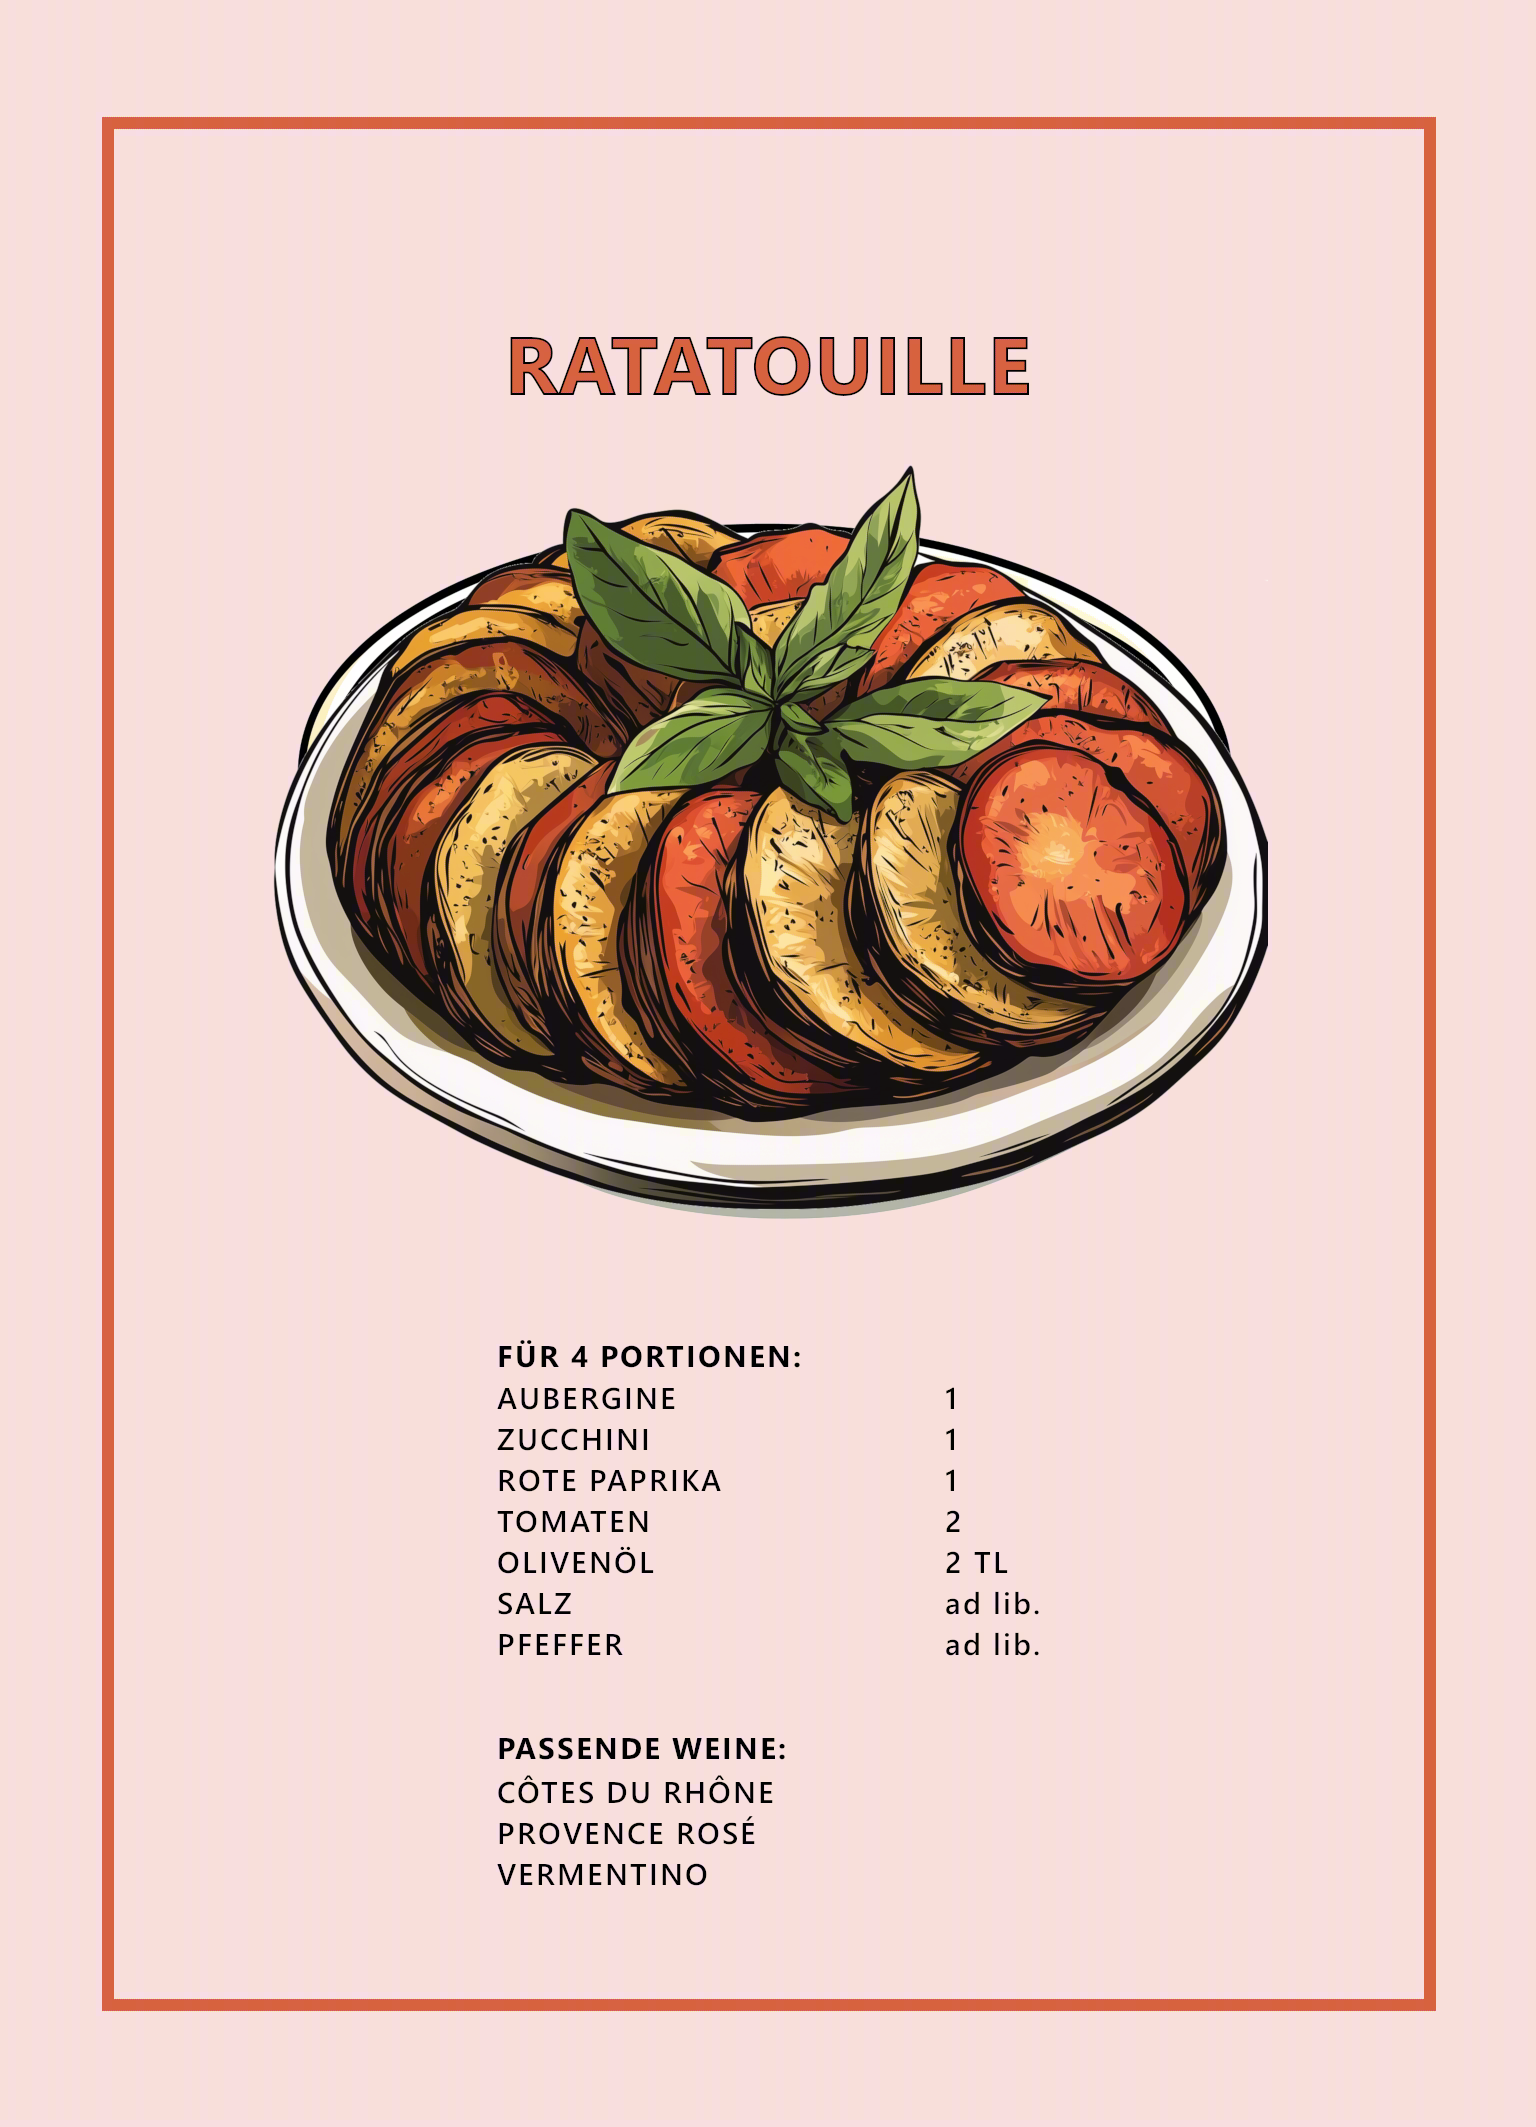 RATATOUILLE
FÜR 4 PORTIONEN:
AUBERGINE 1
ZUCCHINI 1
ROTE PAPRIKA 1
TOMATEN 2
OLIVENÖL 2 TL
SALZ ad lib.
PFEFFER ad lib.
PASSENDE WEINE:
CÔTES DU RHÔNE
PROVENCE ROSÉ
VERMENTINO